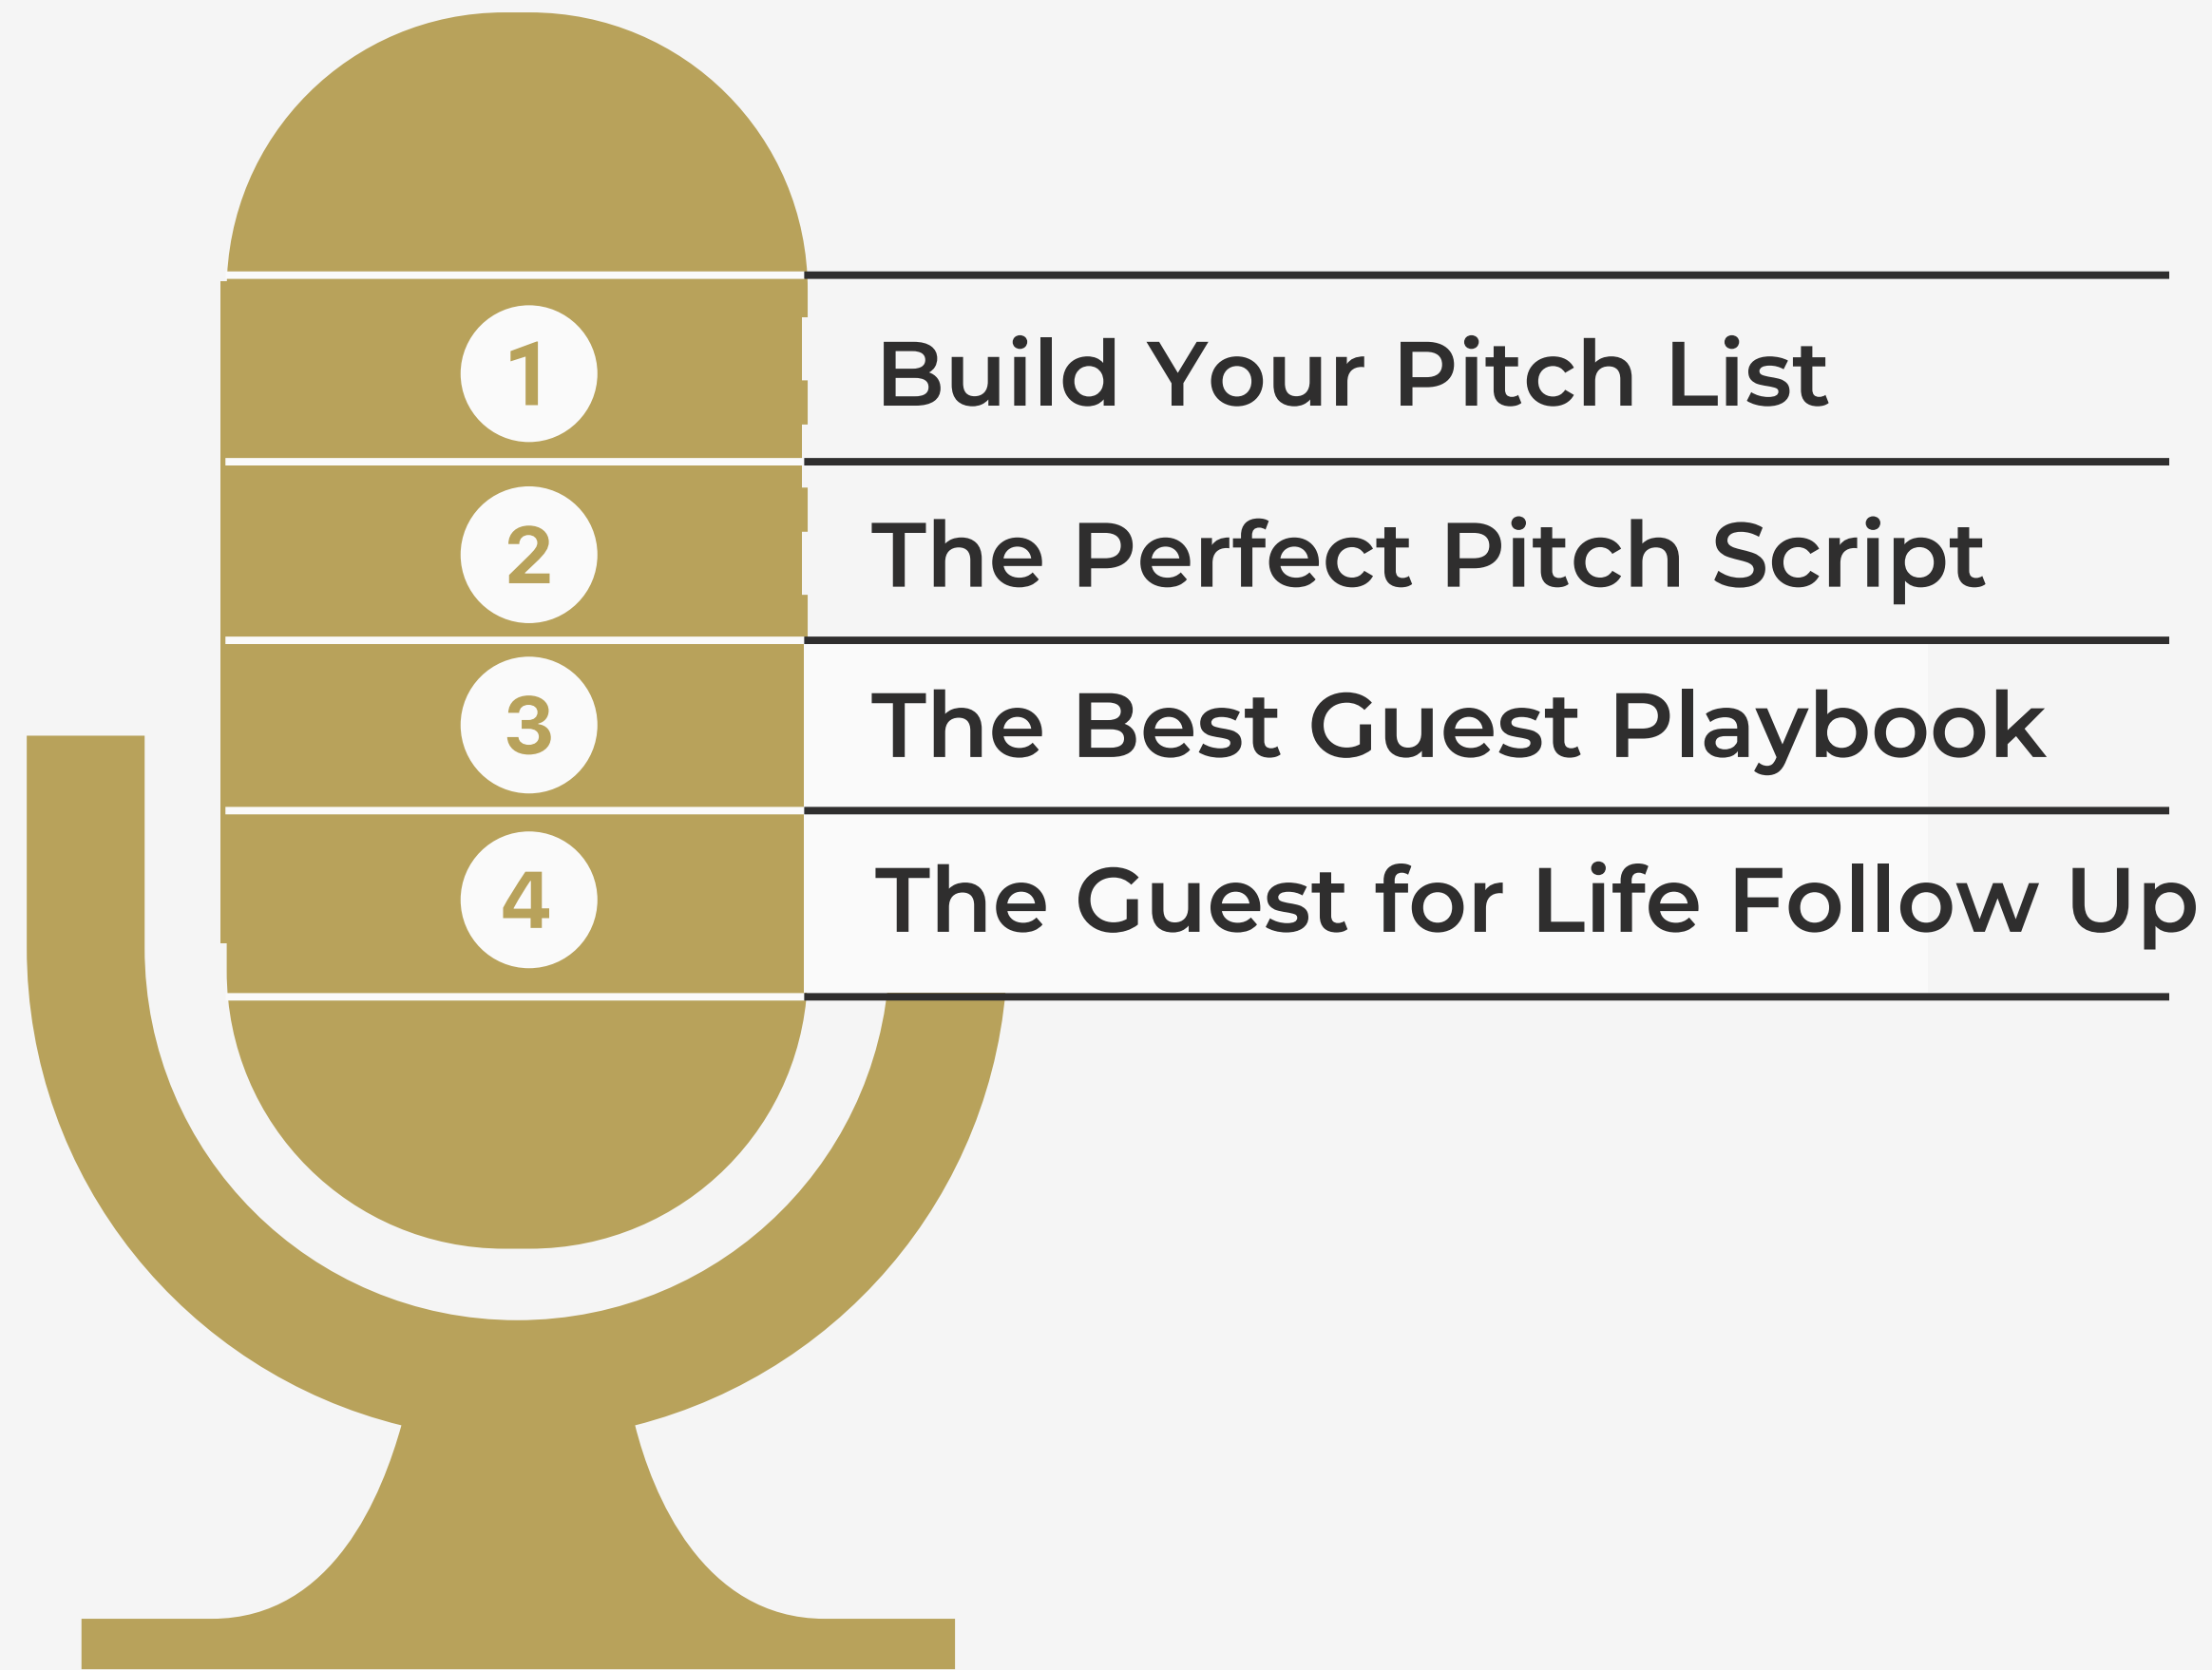 1 Build Your Pitch List
2 The Perfect Pitch Script
3 The Best Guest Playbook
4 The Guest for Life Follow Up